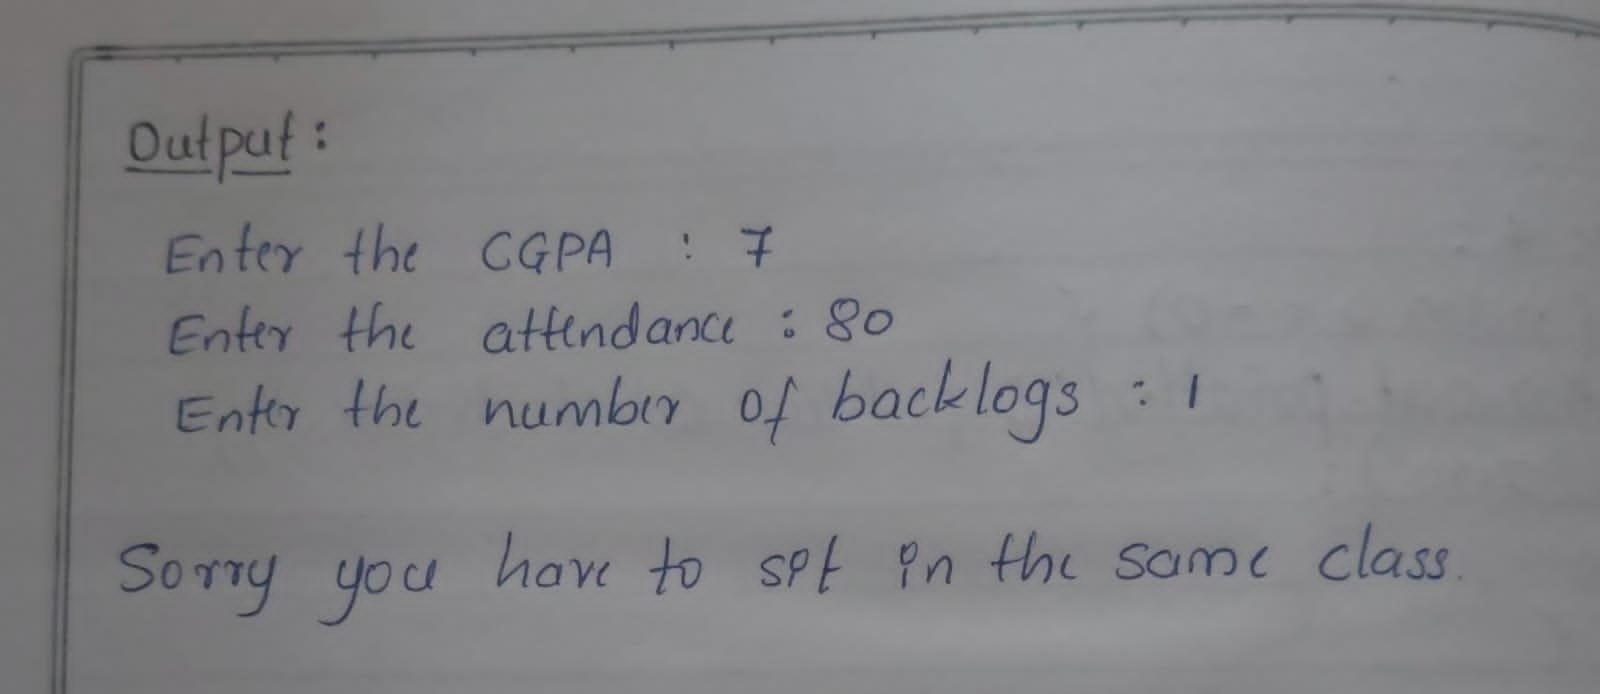 Output :
Enter the CGPA : 7
Enter the attendance : 80
Enter the number of backlogs : 1
Sorry you have to sit in the same class.